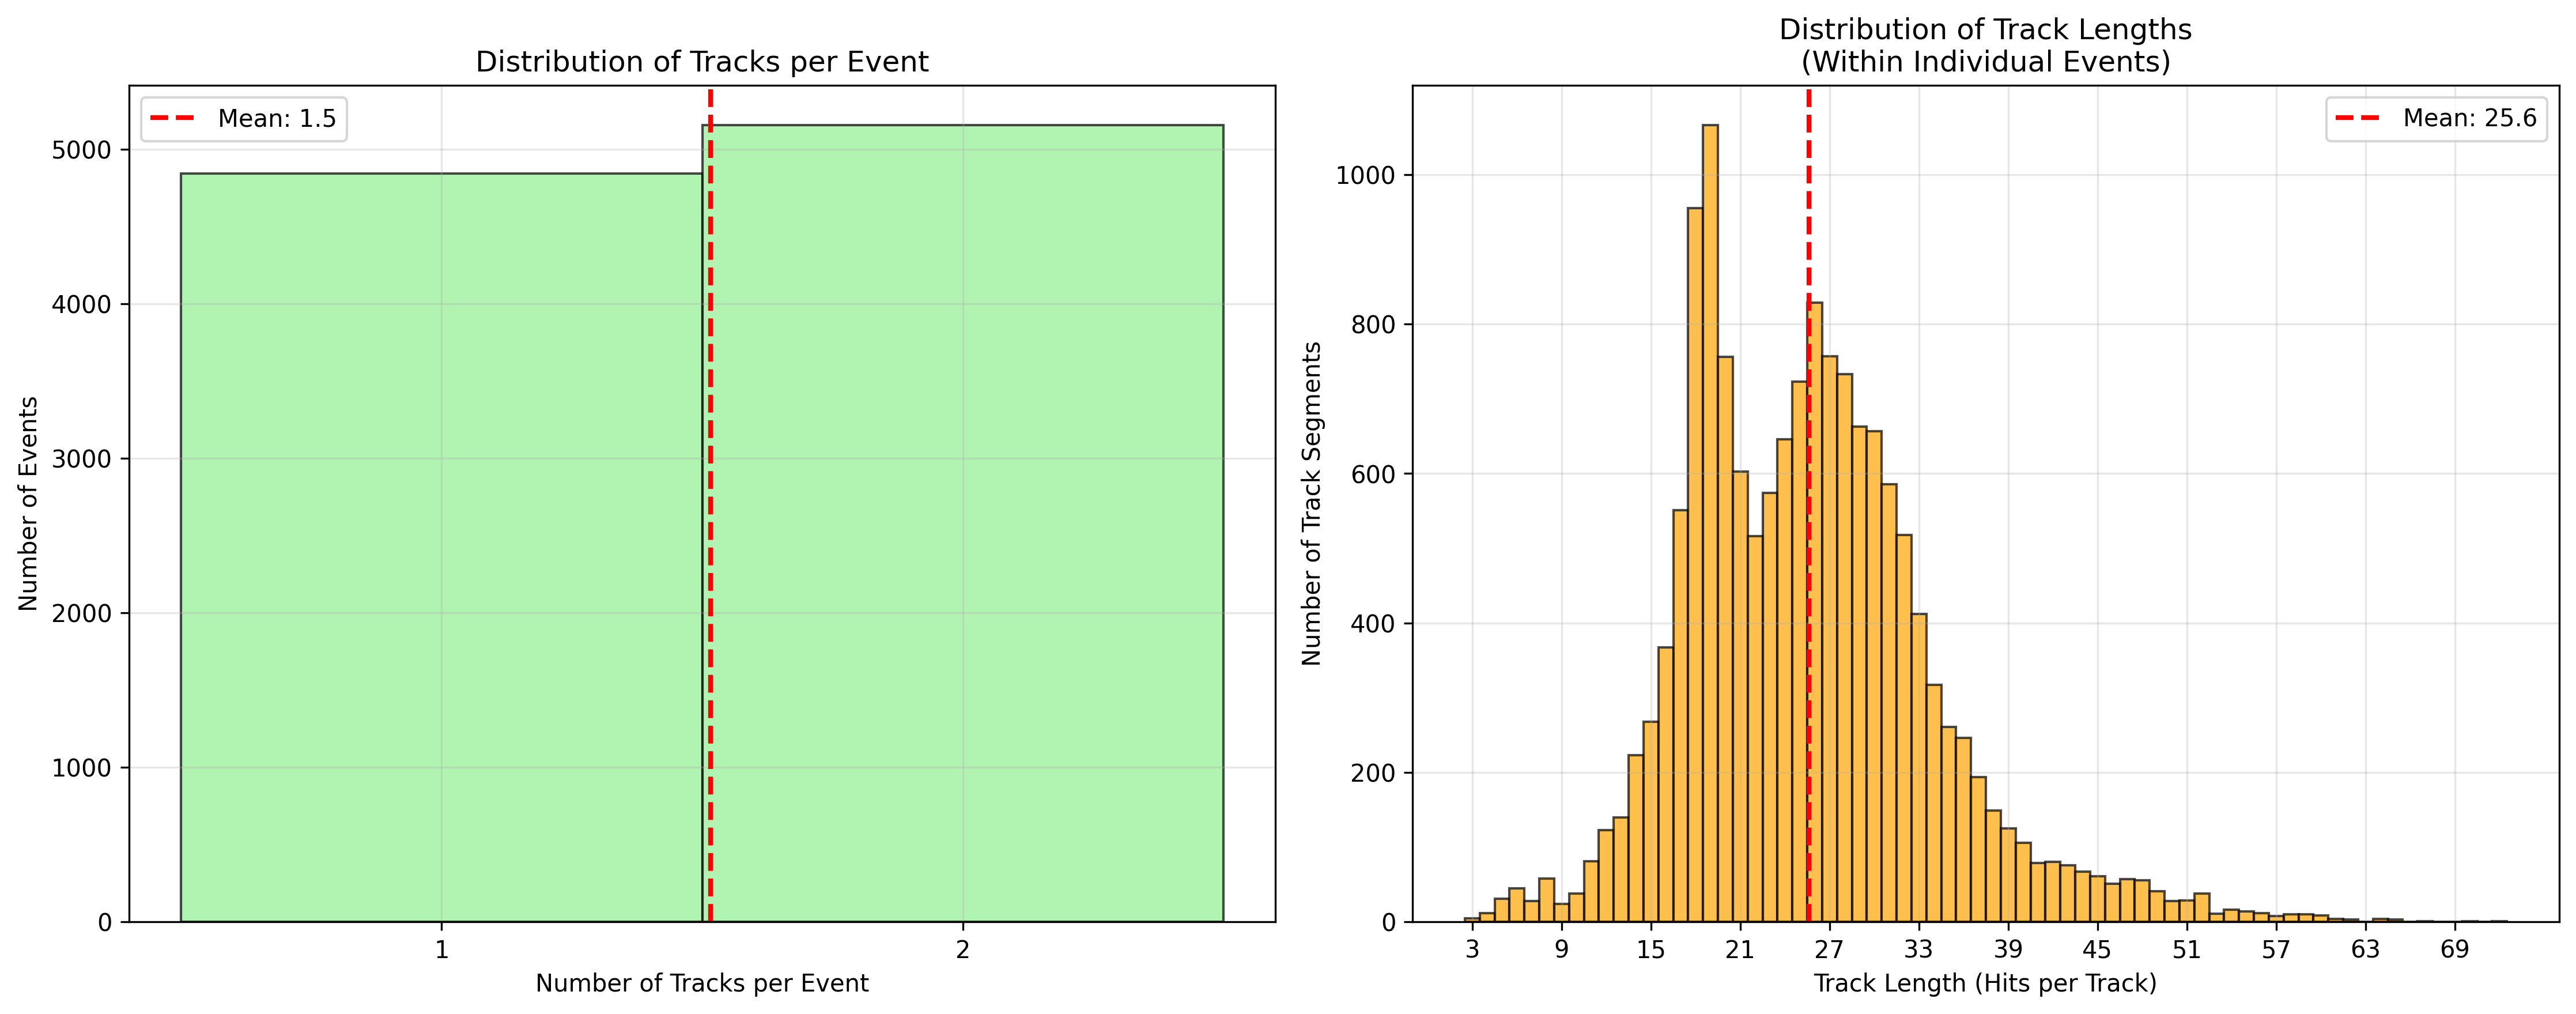 Distribution of Tracks per Event
Mean: 1.5
5000
4000
3000
2000
1000
0
Number of Events
1 2
Number of Tracks per Event
Distribution of Track Lengths
(Within Individual Events)
Mean: 25.6
1000
800
600
400
200
0
Number of Track Segments
3 9 15 21 27 33 39 45 51 57 63 69
Track Length (Hits per Track)